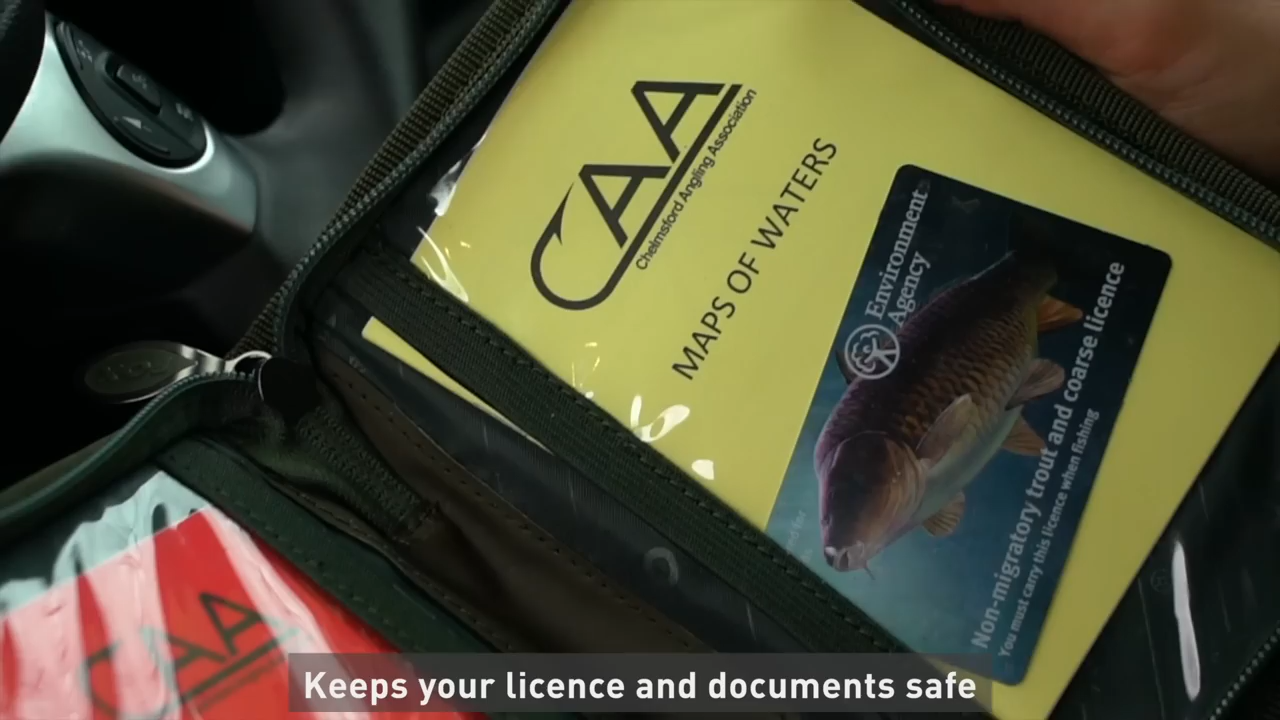 CAA
Chelmsford Angling Association
MAPS OF WATERS
Environment
Agency
Non-migratory trout and coarse licence
You must carry this licence when fishing
CAA
Keeps your licence and documents safe